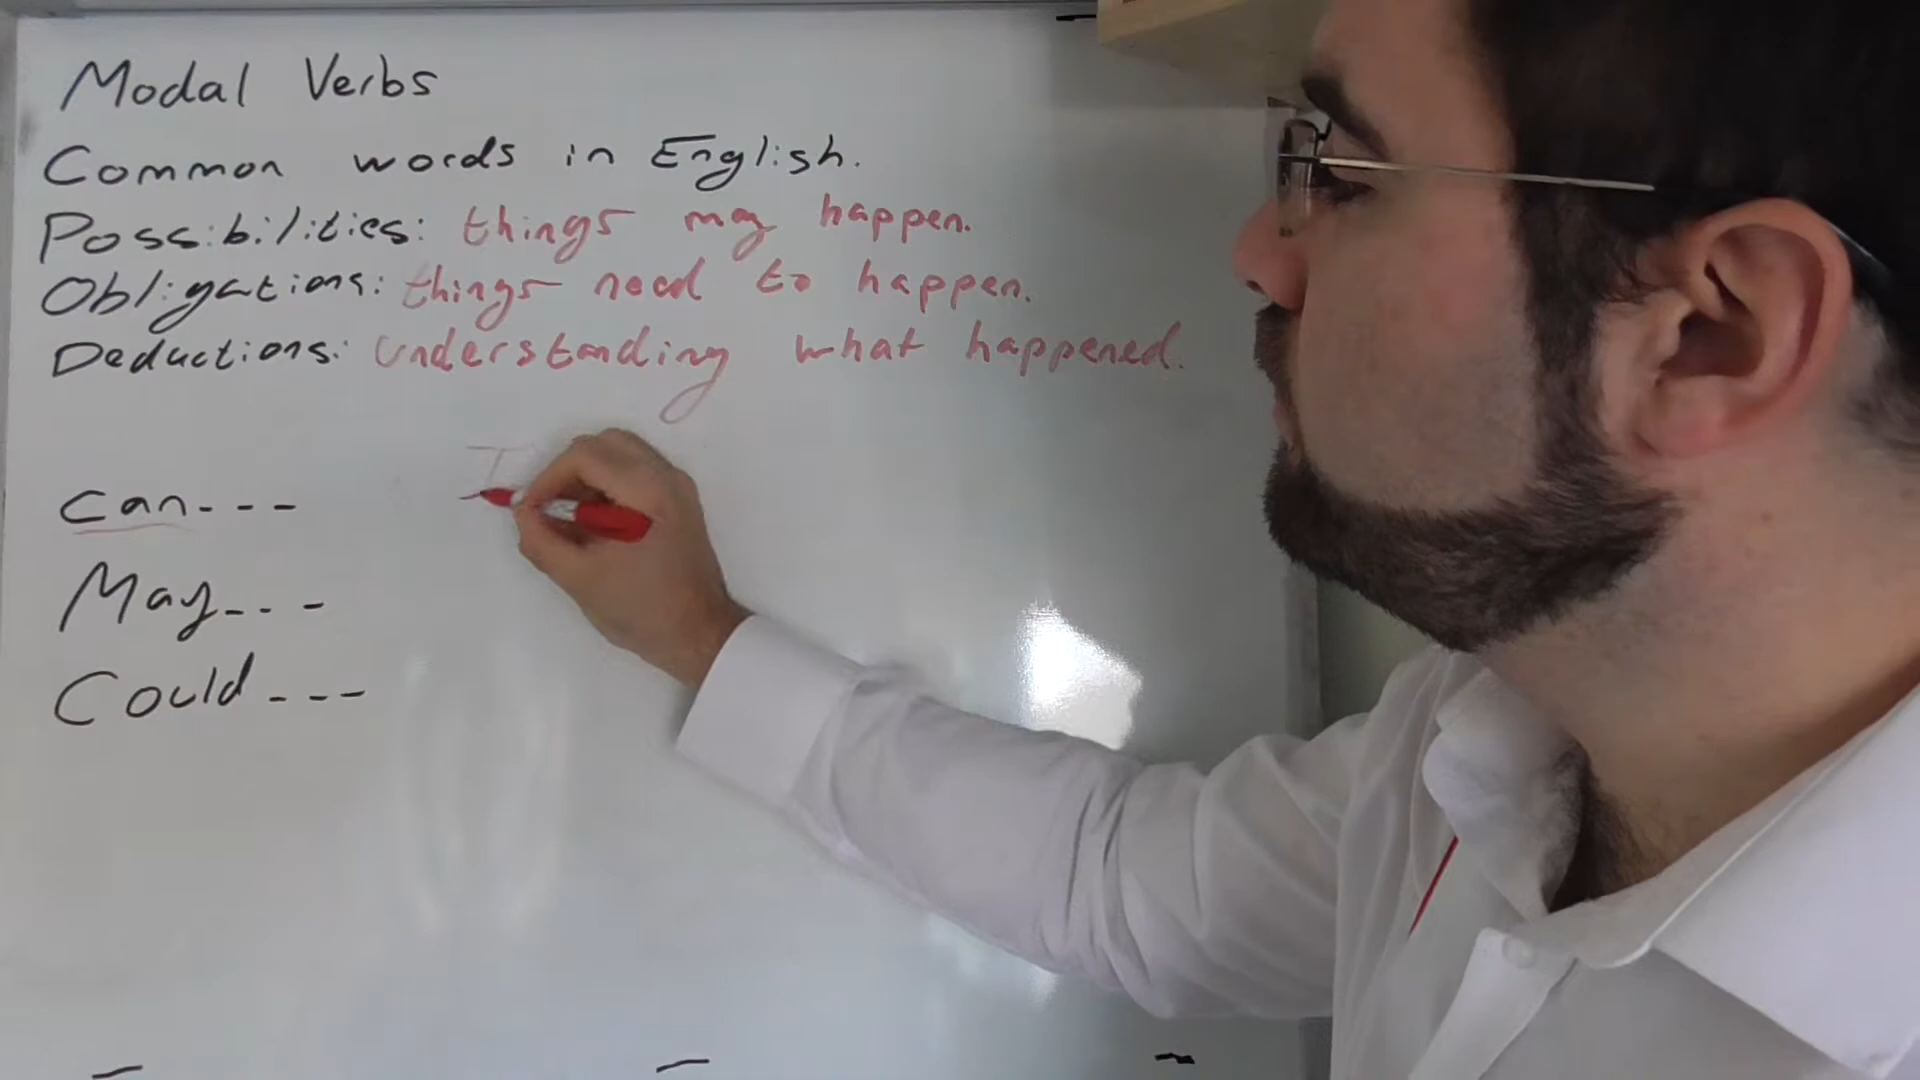 Modal Verbs
Common words in English.
Possibilities: things may happen.
Obligations: things need to happen.
Deductions: understanding what happened.
I
can---
May---
Could---